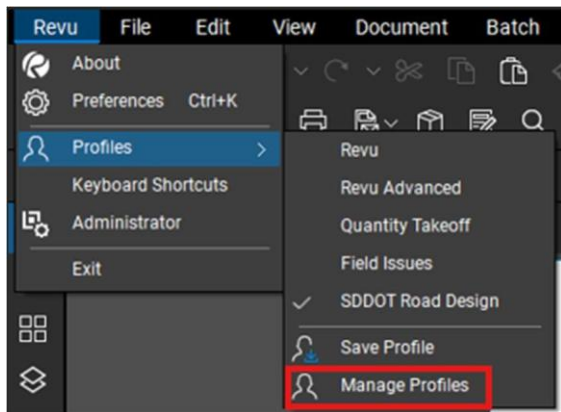 Revu File Edit View Document Batch
About
Preferences Ctrl+K
Profiles
Keyboard Shortcuts
Administrator
Exit
Revu
Revu Advanced
Quantity Takeoff
Field Issues
SDDOT Road Design
Save Profile
Manage Profiles